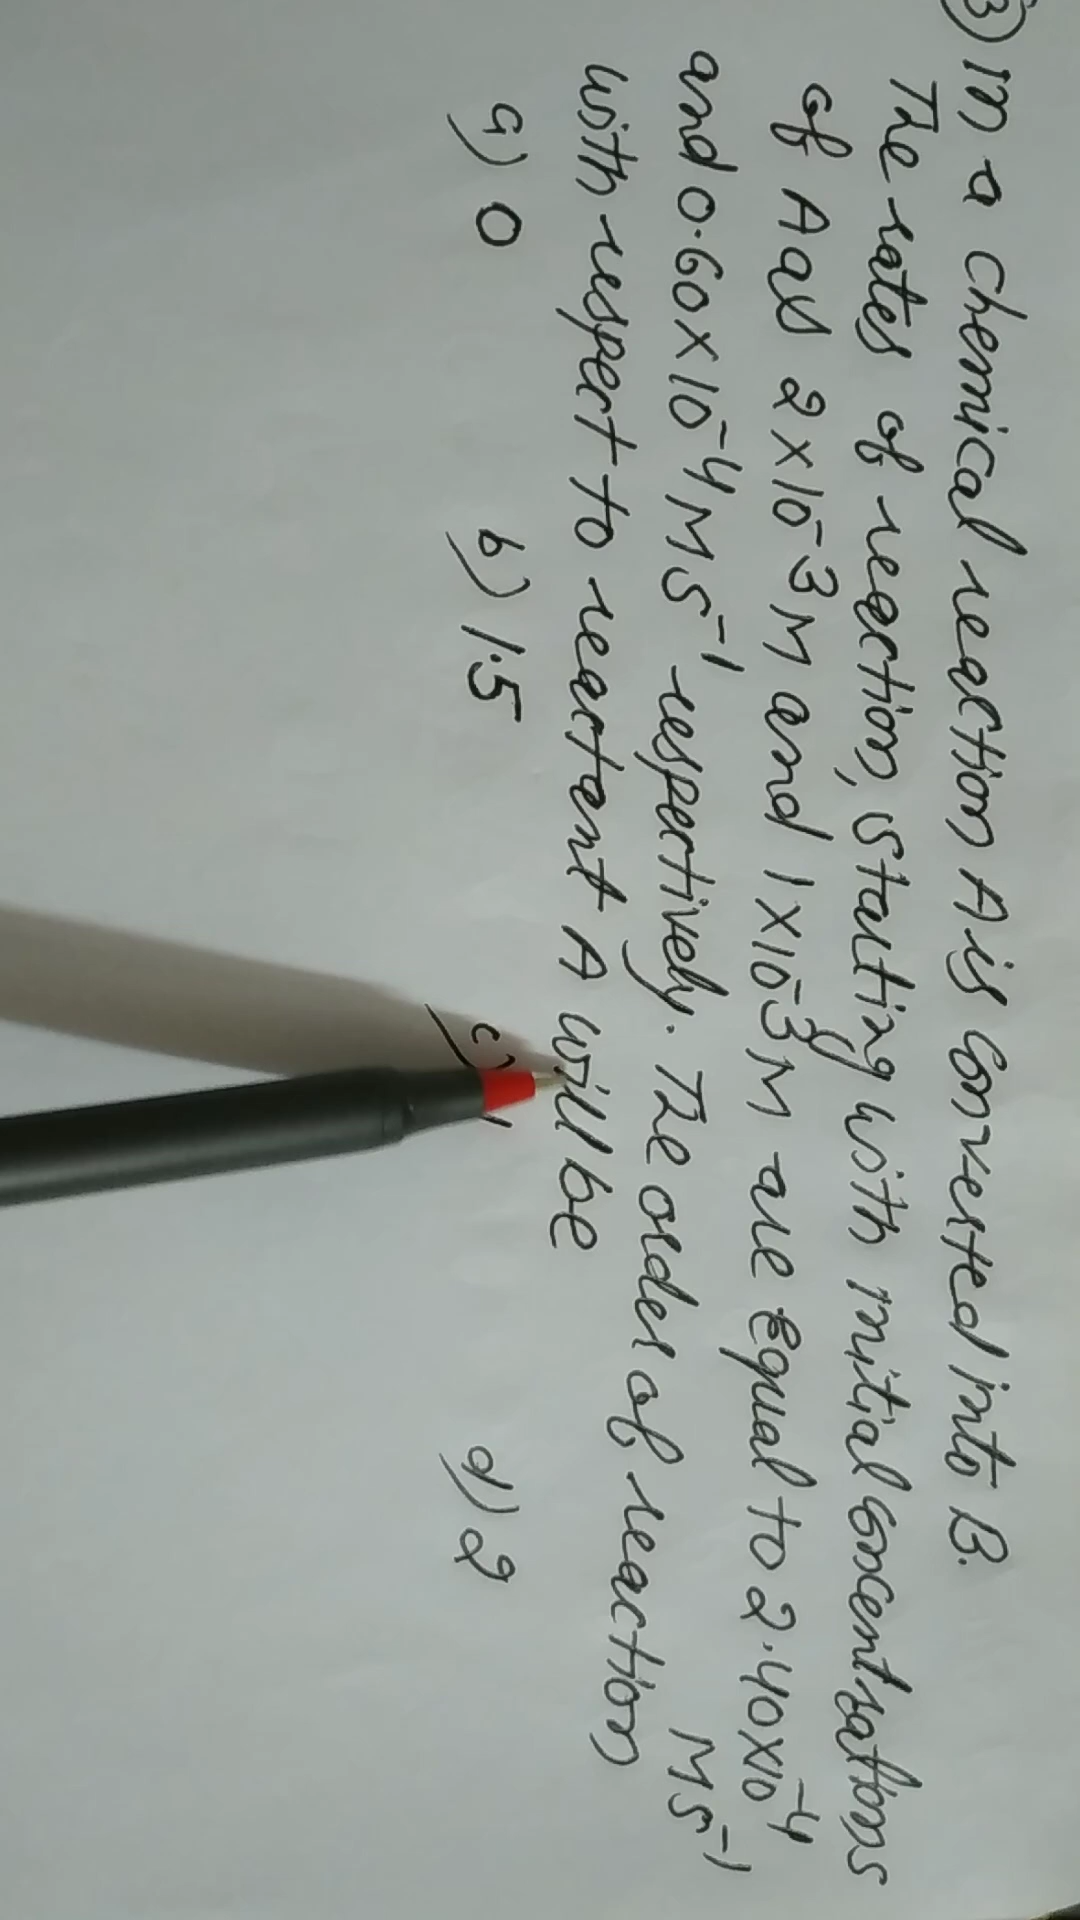 3) In a chemical reaction A is converted into B.
The rates of reaction, starting with initial concentrations
of A as 2×10⁻³M and 1×10⁻³M are equal to 2.40×10⁻⁴
MS⁻¹
and 0.60×10⁻⁴MS⁻¹ respectively. The order of reaction
with respect to reactant A will be
a) 0 b) 1.5 c) 1 d) 2